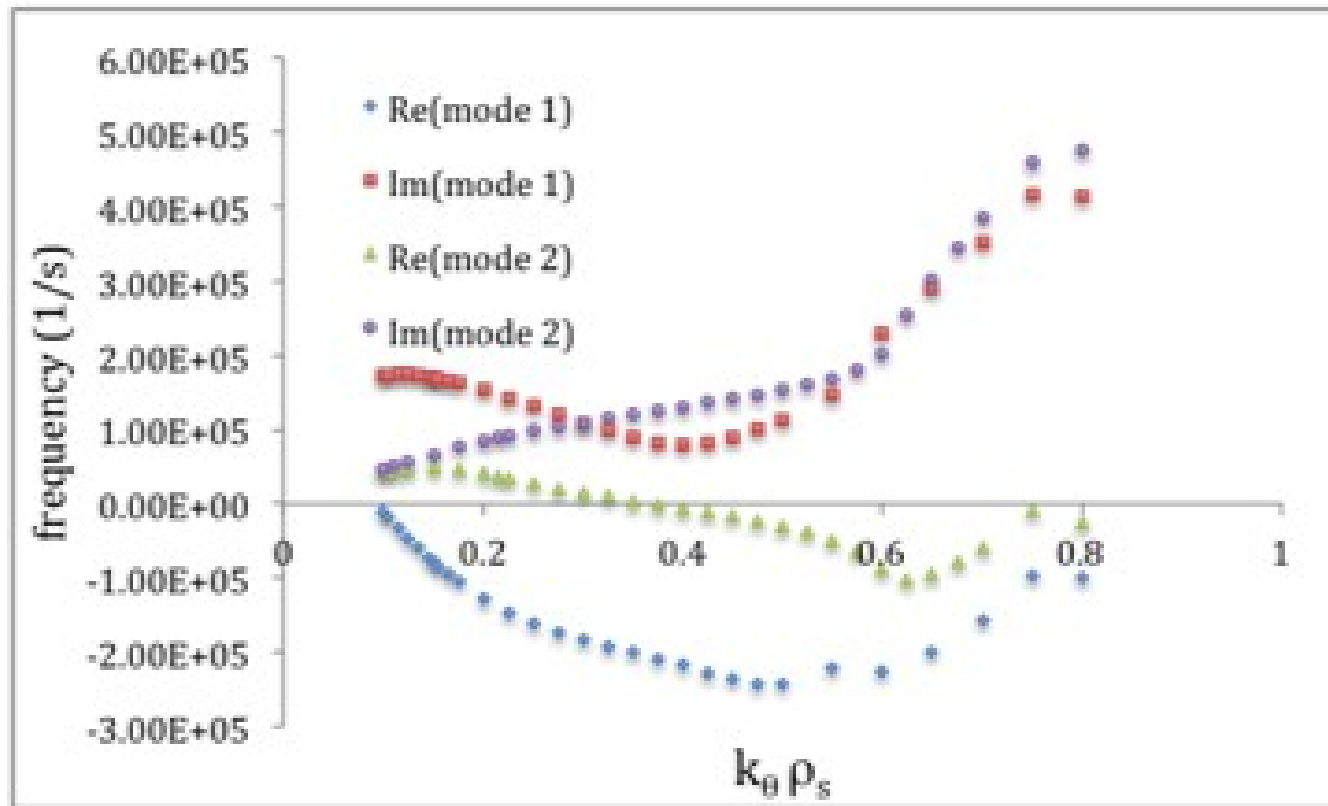 6.00E+05
5.00E+05
4.00E+05
3.00E+05
2.00E+05
1.00E+05
0.00E+00
-1.00E+05
-2.00E+05
-3.00E+05
frequency (1/s)
Re(mode 1)
Im(mode 1)
Re(mode 2)
Im(mode 2)
0 0.2 0.4 0.6 0.8 1
kθ ρs